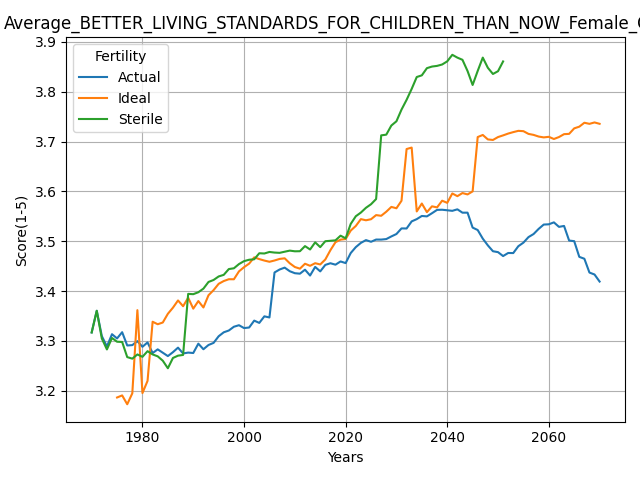 Average_BETTER_LIVING_STANDARDS_FOR_CHILDREN_THAN_NOW_Female_
Fertility
Actual
Ideal
Sterile
Score(1-5)
3.9
3.8
3.7
3.6
3.5
3.4
3.3
3.2
1980 2000 2020 2040 2060
Years